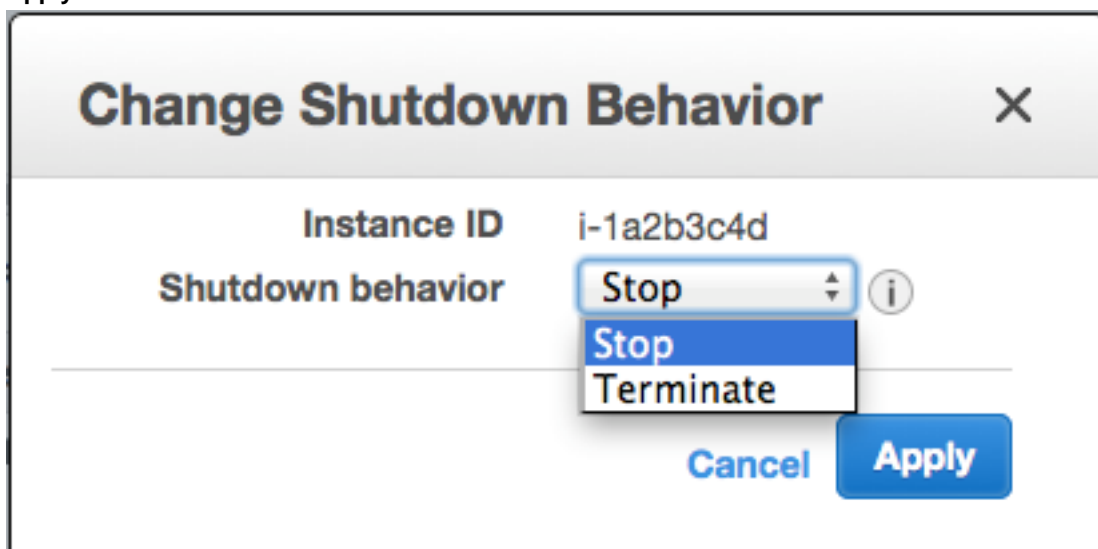 Change Shutdown Behavior ×
Instance ID i-1a2b3c4d
Shutdown behavior Stop i
Stop
Terminate
Cancel Apply